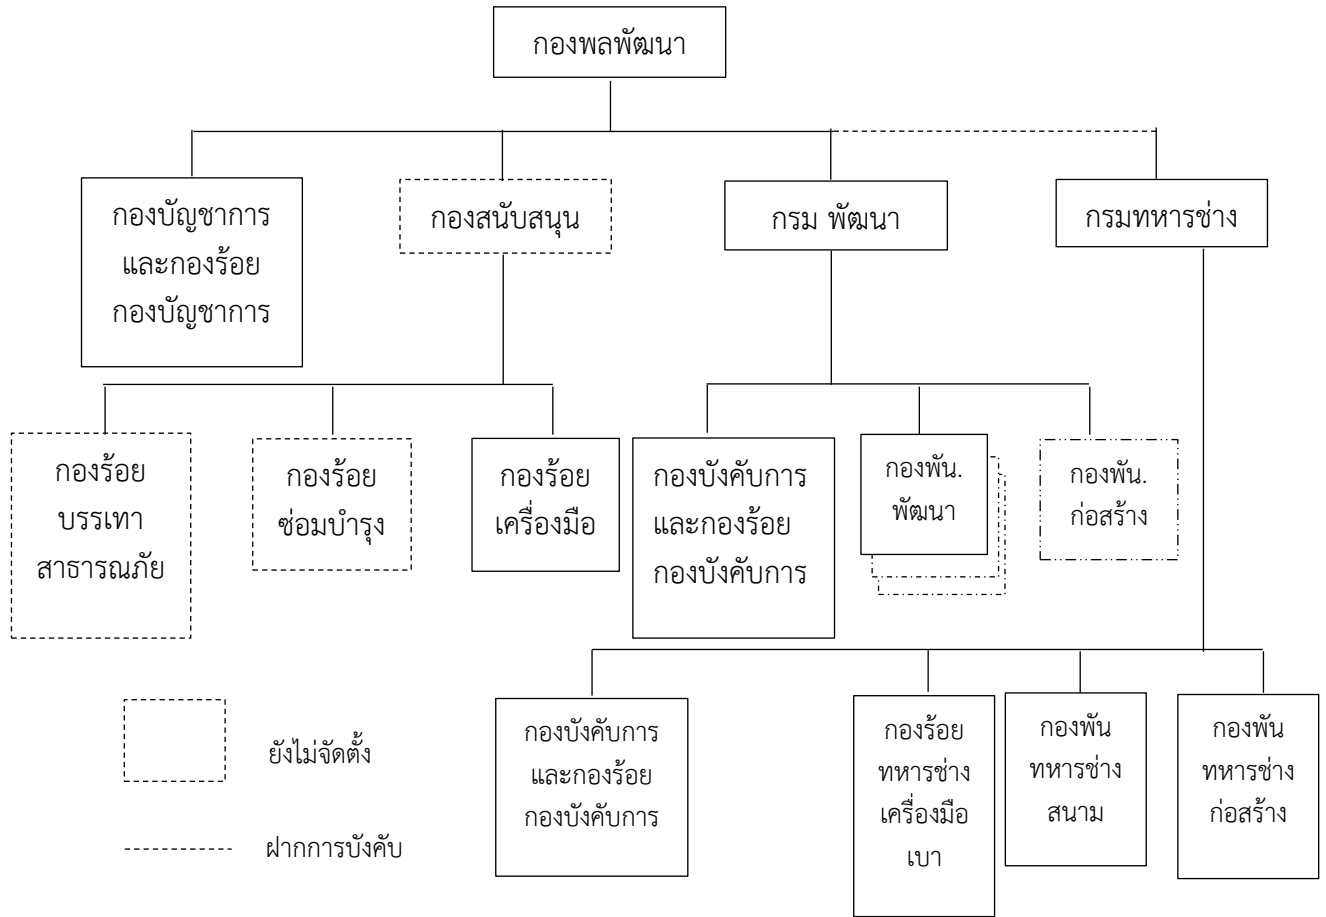 กองพลพัฒนา
กองบัญชาการ
และกองร้อย
กองบัญชาการ
กองสนับสนุน
กรม พัฒนา
กรมทหารช่าง
กองร้อย
บรรเทา
สาธารณภัย
กองร้อย
ซ่อมบำรุง
กองร้อย
เครื่องมือ
กองบังคับการ
และกองร้อย
กองบังคับการ
กองพัน.
พัฒนา
กองพัน.
ก่อสร้าง
กองบังคับการ
และกองร้อย
กองบังคับการ
กองร้อย
ทหารช่าง
เครื่องมือ
เบา
กองพัน
ทหารช่าง
สนาม
กองพัน
ทหารช่าง
ก่อสร้าง
ยังไม่จัดตั้ง
ฝากการบังคับ